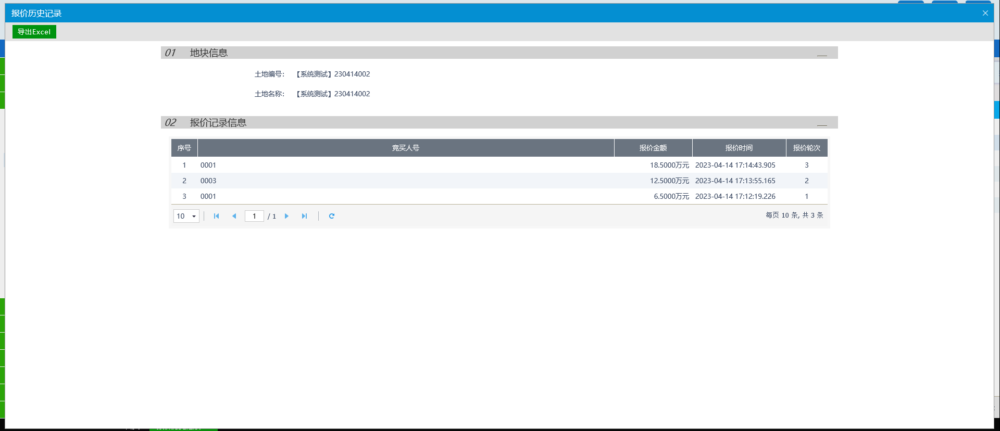 报价历史记录
导出Excel
01 地块信息
土地编号： 【系统测试】230414002
土地名称： 【系统测试】230414002
02 报价记录信息
序号 竞买人号 报价金额 报价时间 报价轮次
1 0001 18.5000万元 2023-04-14 17:14:43.905 3
2 0003 12.5000万元 2023-04-14 17:13:55.165 2
3 0001 6.5000万元 2023-04-14 17:12:19.226 1
10 1 / 1 每页 10 条, 共 3 条